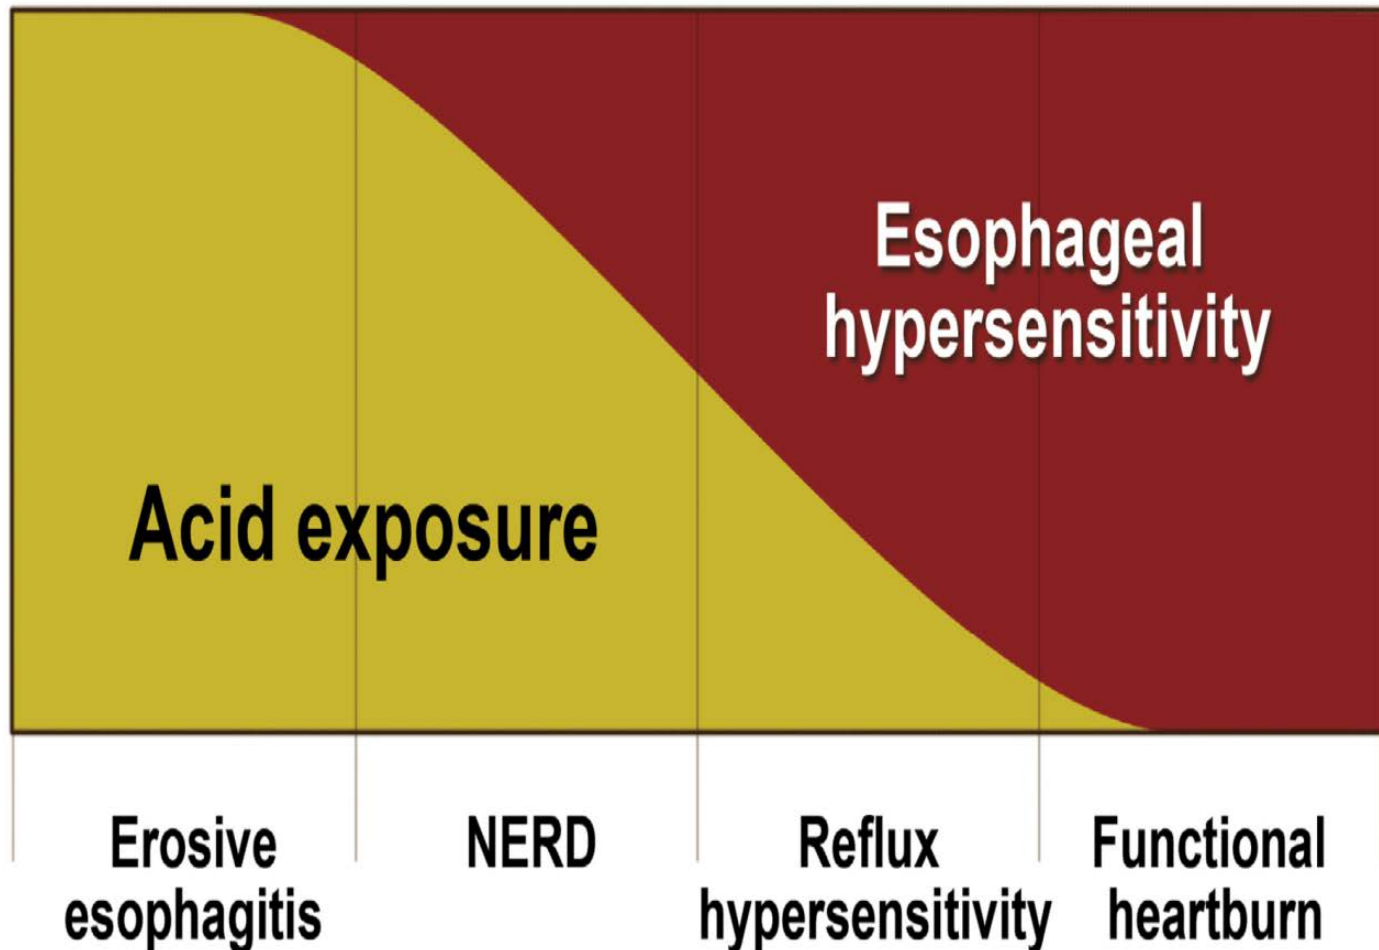 Esophageal
hypersensitivity
Acid exposure
Erosive
esophagitis
NERD
Reflux
hypersensitivity
Functional
heartburn